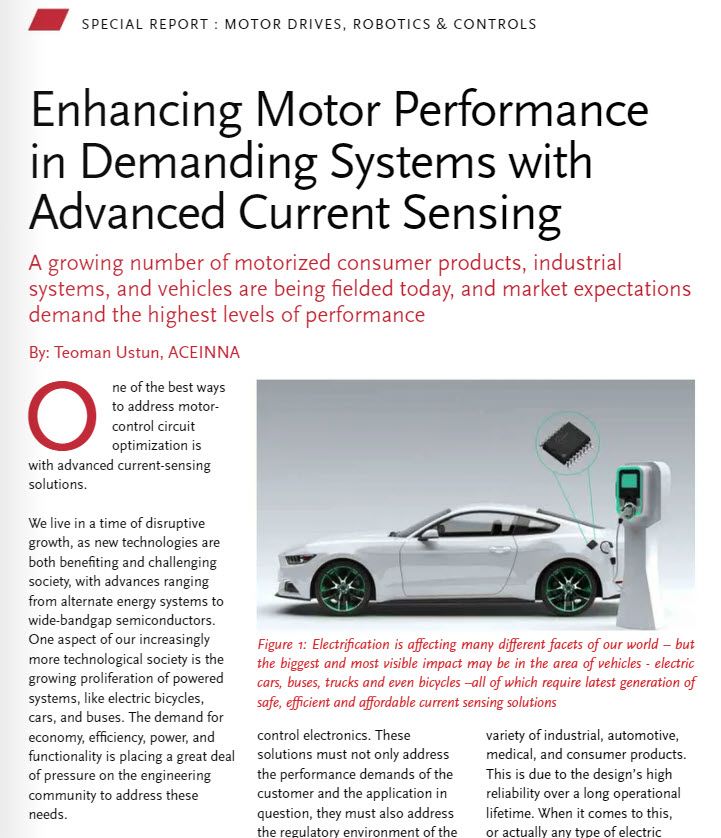 SPECIAL REPORT : MOTOR DRIVES, ROBOTICS & CONTROLS
Enhancing Motor Performance
in Demanding Systems with
Advanced Current Sensing
A growing number of motorized consumer products, industrial
systems, and vehicles are being fielded today, and market expectations
demand the highest levels of performance
By: Teoman Ustun, ACEINNA
One of the best ways
to address motor-
control circuit
optimization is
with advanced current-sensing
solutions.
We live in a time of disruptive
growth, as new technologies are
both benefiting and challenging
society, with advances ranging
from alternate energy systems to
wide-bandgap semiconductors.
One aspect of our increasingly
more technological society is the
growing proliferation of powered
systems, like electric bicycles,
cars, and buses. The demand for
economy, efficiency, power, and
functionality is placing a great deal
of pressure on the engineering
community to address these
needs.
Figure 1: Electrification is affecting many different facets of our world – but
the biggest and most visible impact may be in the area of vehicles - electric
cars, buses, trucks and even bicycles –all of which require latest generation of
safe, efficient and affordable current sensing solutions
control electronics. These
solutions must not only address
the performance demands of the
customer and the application in
question, they must also address
the regulatory environment of the
variety of industrial, automotive,
medical, and consumer products.
This is due to the design's high
reliability over a long operational
lifetime. When it comes to this,
or actually any type of electric